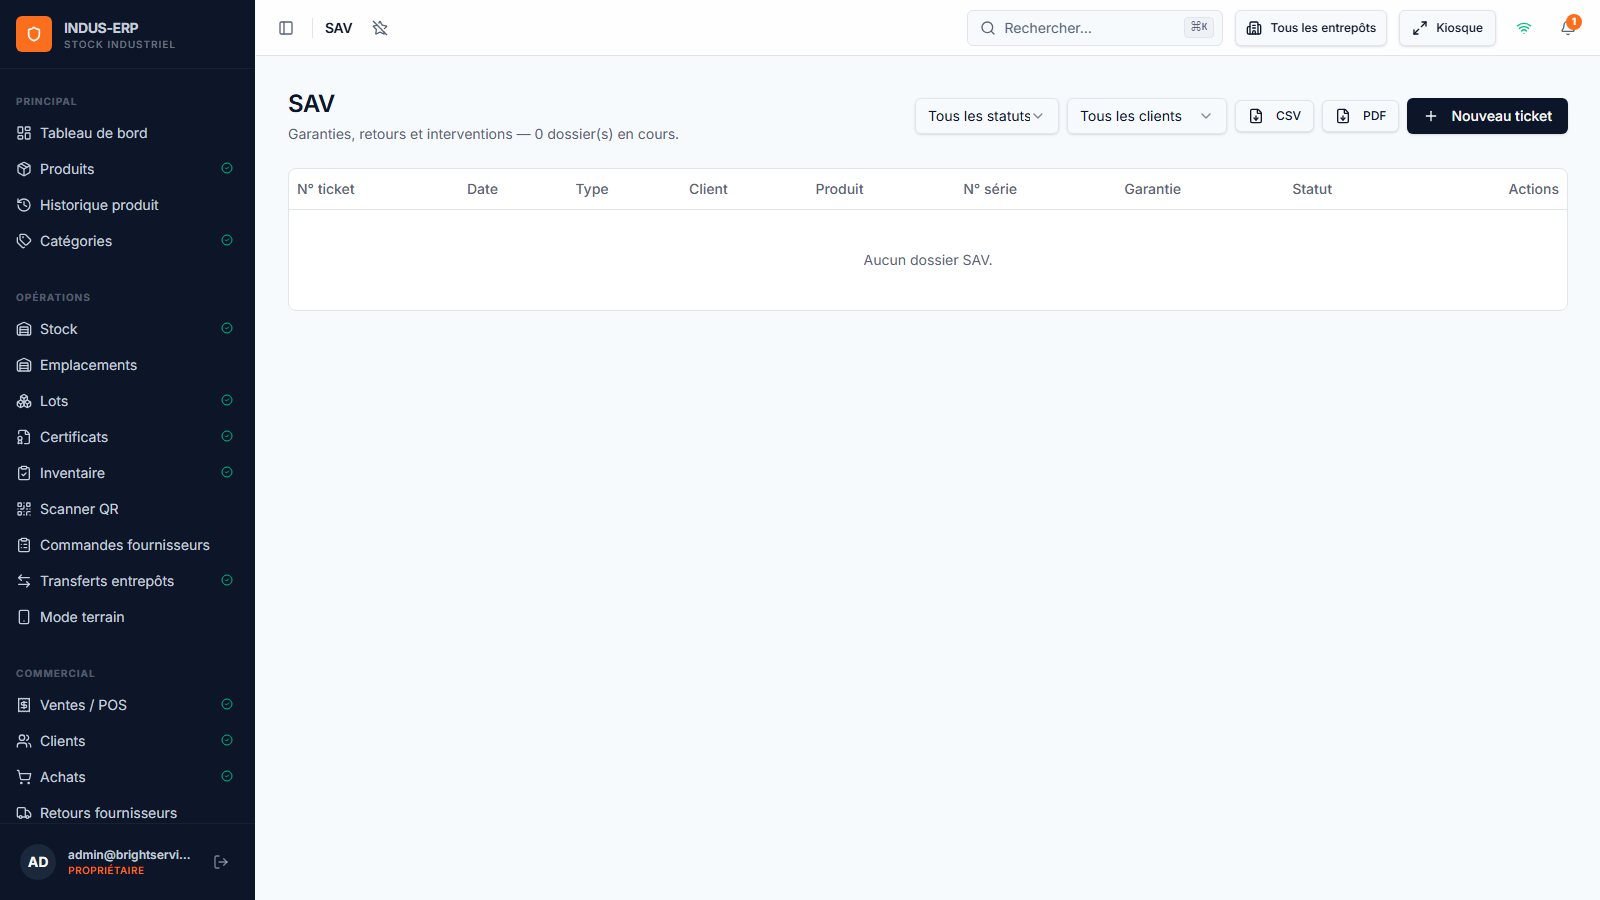 INDUS-ERP
STOCK INDUSTRIEL
PRINCIPAL
Tableau de bord
Produits
Historique produit
Catégories
OPÉRATIONS
Stock
Emplacements
Lots
Certificats
Inventaire
Scanner QR
Commandes fournisseurs
Transferts entrepôts
Mode terrain
COMMERCIAL
Ventes / POS
Clients
Achats
Retours fournisseurs
AD
admin@brightservi...
PROPRIÉTAIRE
SAV
Rechercher...
⌘K
Tous les entrepôts
Kiosque
1
SAV
Garanties, retours et interventions — 0 dossier(s) en cours.
Tous les statuts
Tous les clients
CSV
PDF
Nouveau ticket
N° ticket Date Type Client Produit N° série Garantie Statut Actions
Aucun dossier SAV.